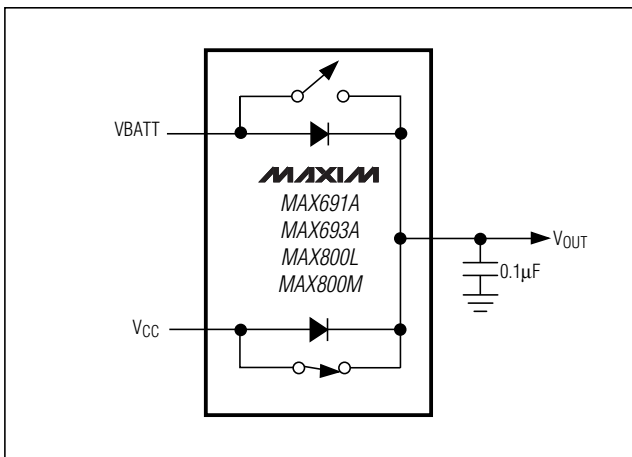 VBATT
MAXIM
MAX691A
MAX693A
MAX800L
MAX800M
VOUT
0.1µF
VCC